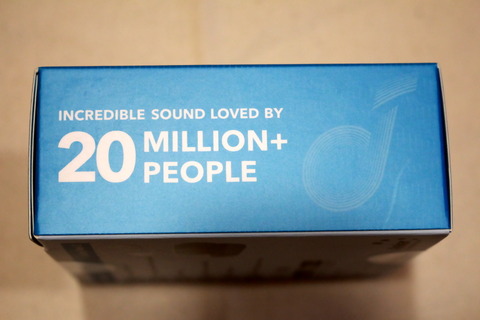 INCREDIBLE SOUND LOVED BY
20 MILLION+
PEOPLE